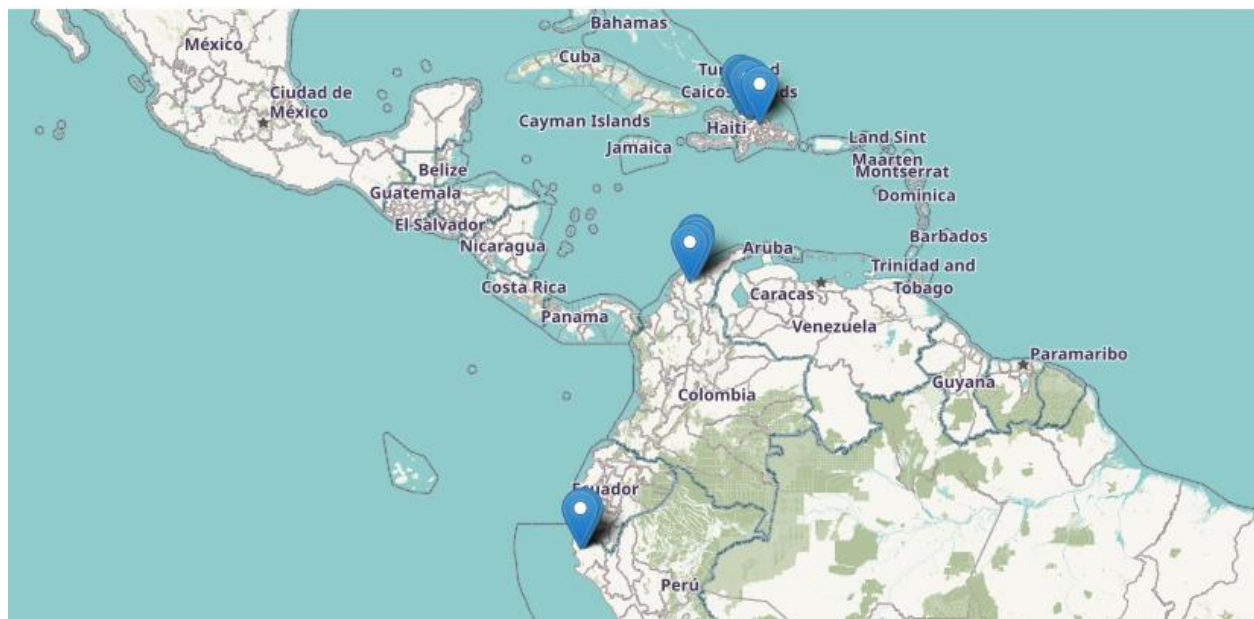 Bahamas
México
Cuba
Ciudad de
México
Cayman Islands
Haiti
Jamaica
Land Sint
Maarten
Montserrat
Belize
Guatemala
Dominica
El Salvador
Nicaragua
Barbados
Aruba
Trinidad and
Tobago
Costa Rica
Caracas
Panama
Venezuela
Paramaribo
Guyana
Colombia
Perú